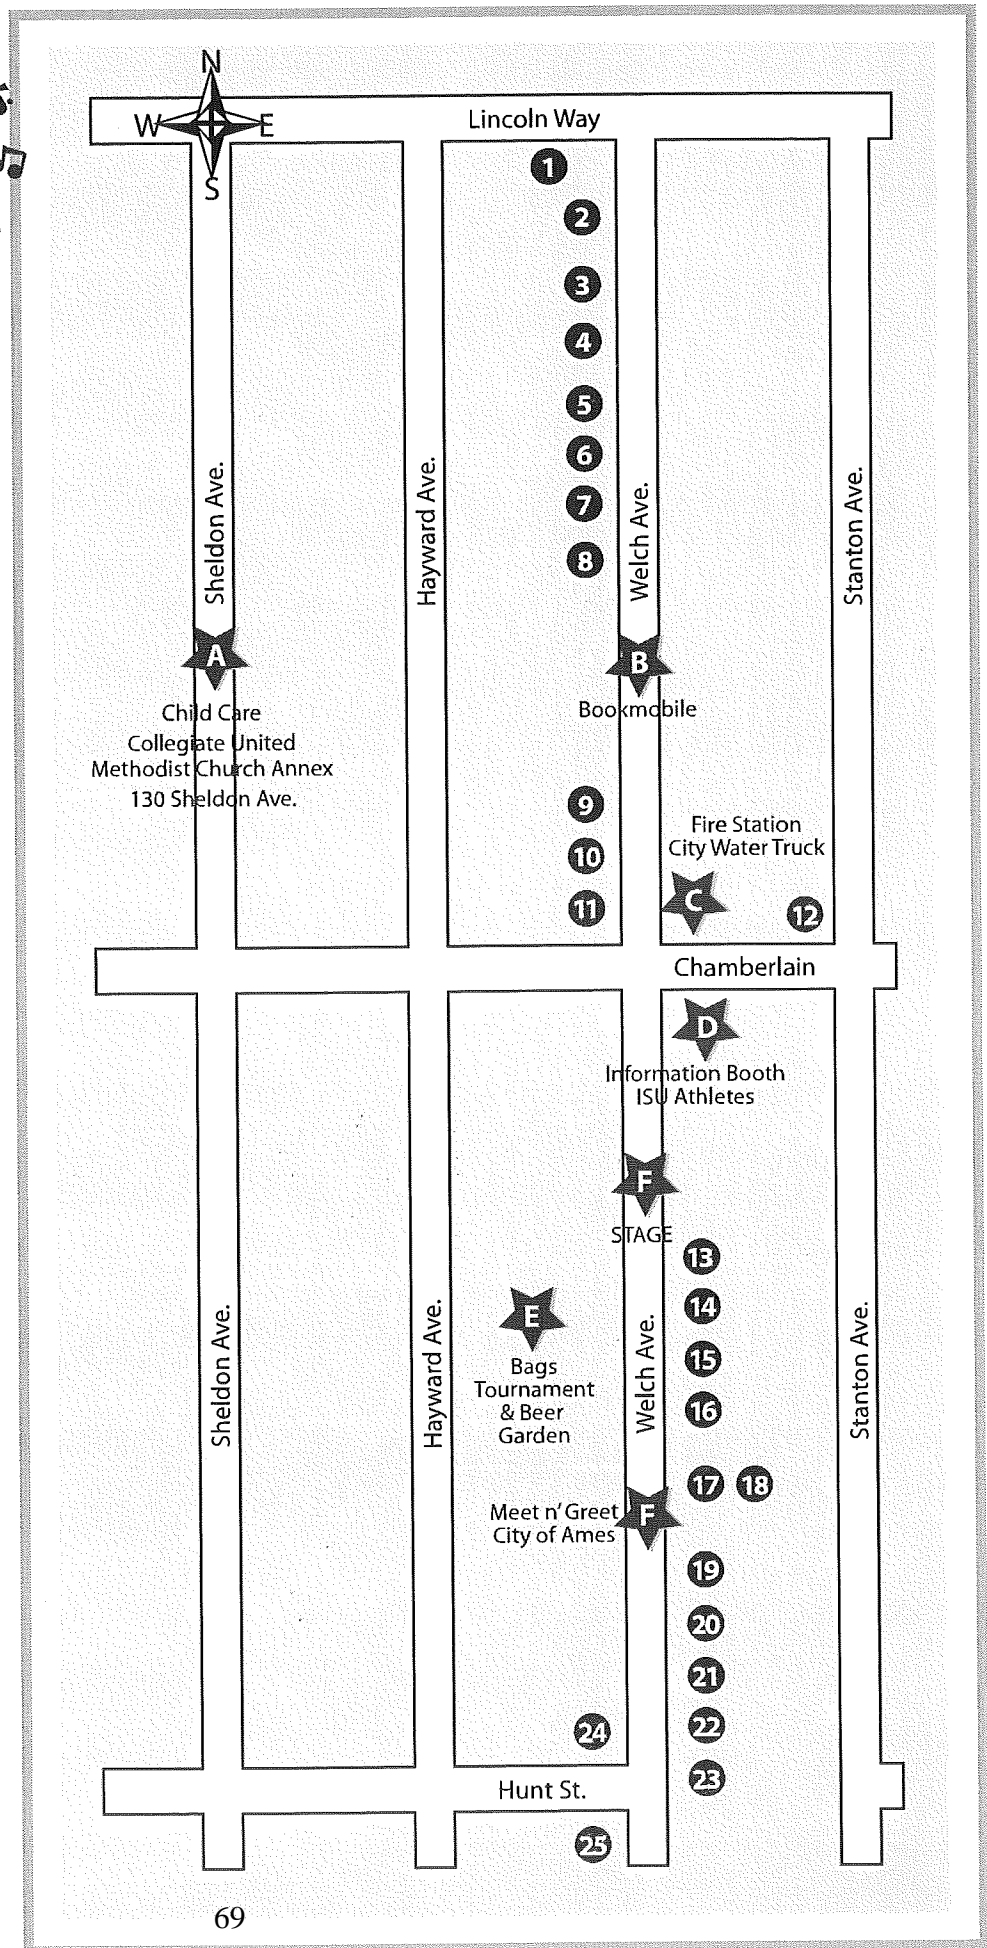 N
W E
S
Lincoln Way
1
2
3
4
5
6
7
8
Sheldon Ave.
Hayward Ave.
Welch Ave.
Stanton Ave.
A
Child Care
Collegiate United
Methodist Church Annex
130 Sheldon Ave.
B
Bookmobile
9
10
11
Fire Station
City Water Truck
C
12
Chamberlain
D
Information Booth
ISU Athletes
F
STAGE
13
14
15
16
E
Bags
Tournament
& Beer
Garden
Sheldon Ave.
Hayward Ave.
Welch Ave.
Stanton Ave.
17 18
Meet n' Greet
City of Ames
F
19
20
21
22
23
24
Hunt St.
25
69